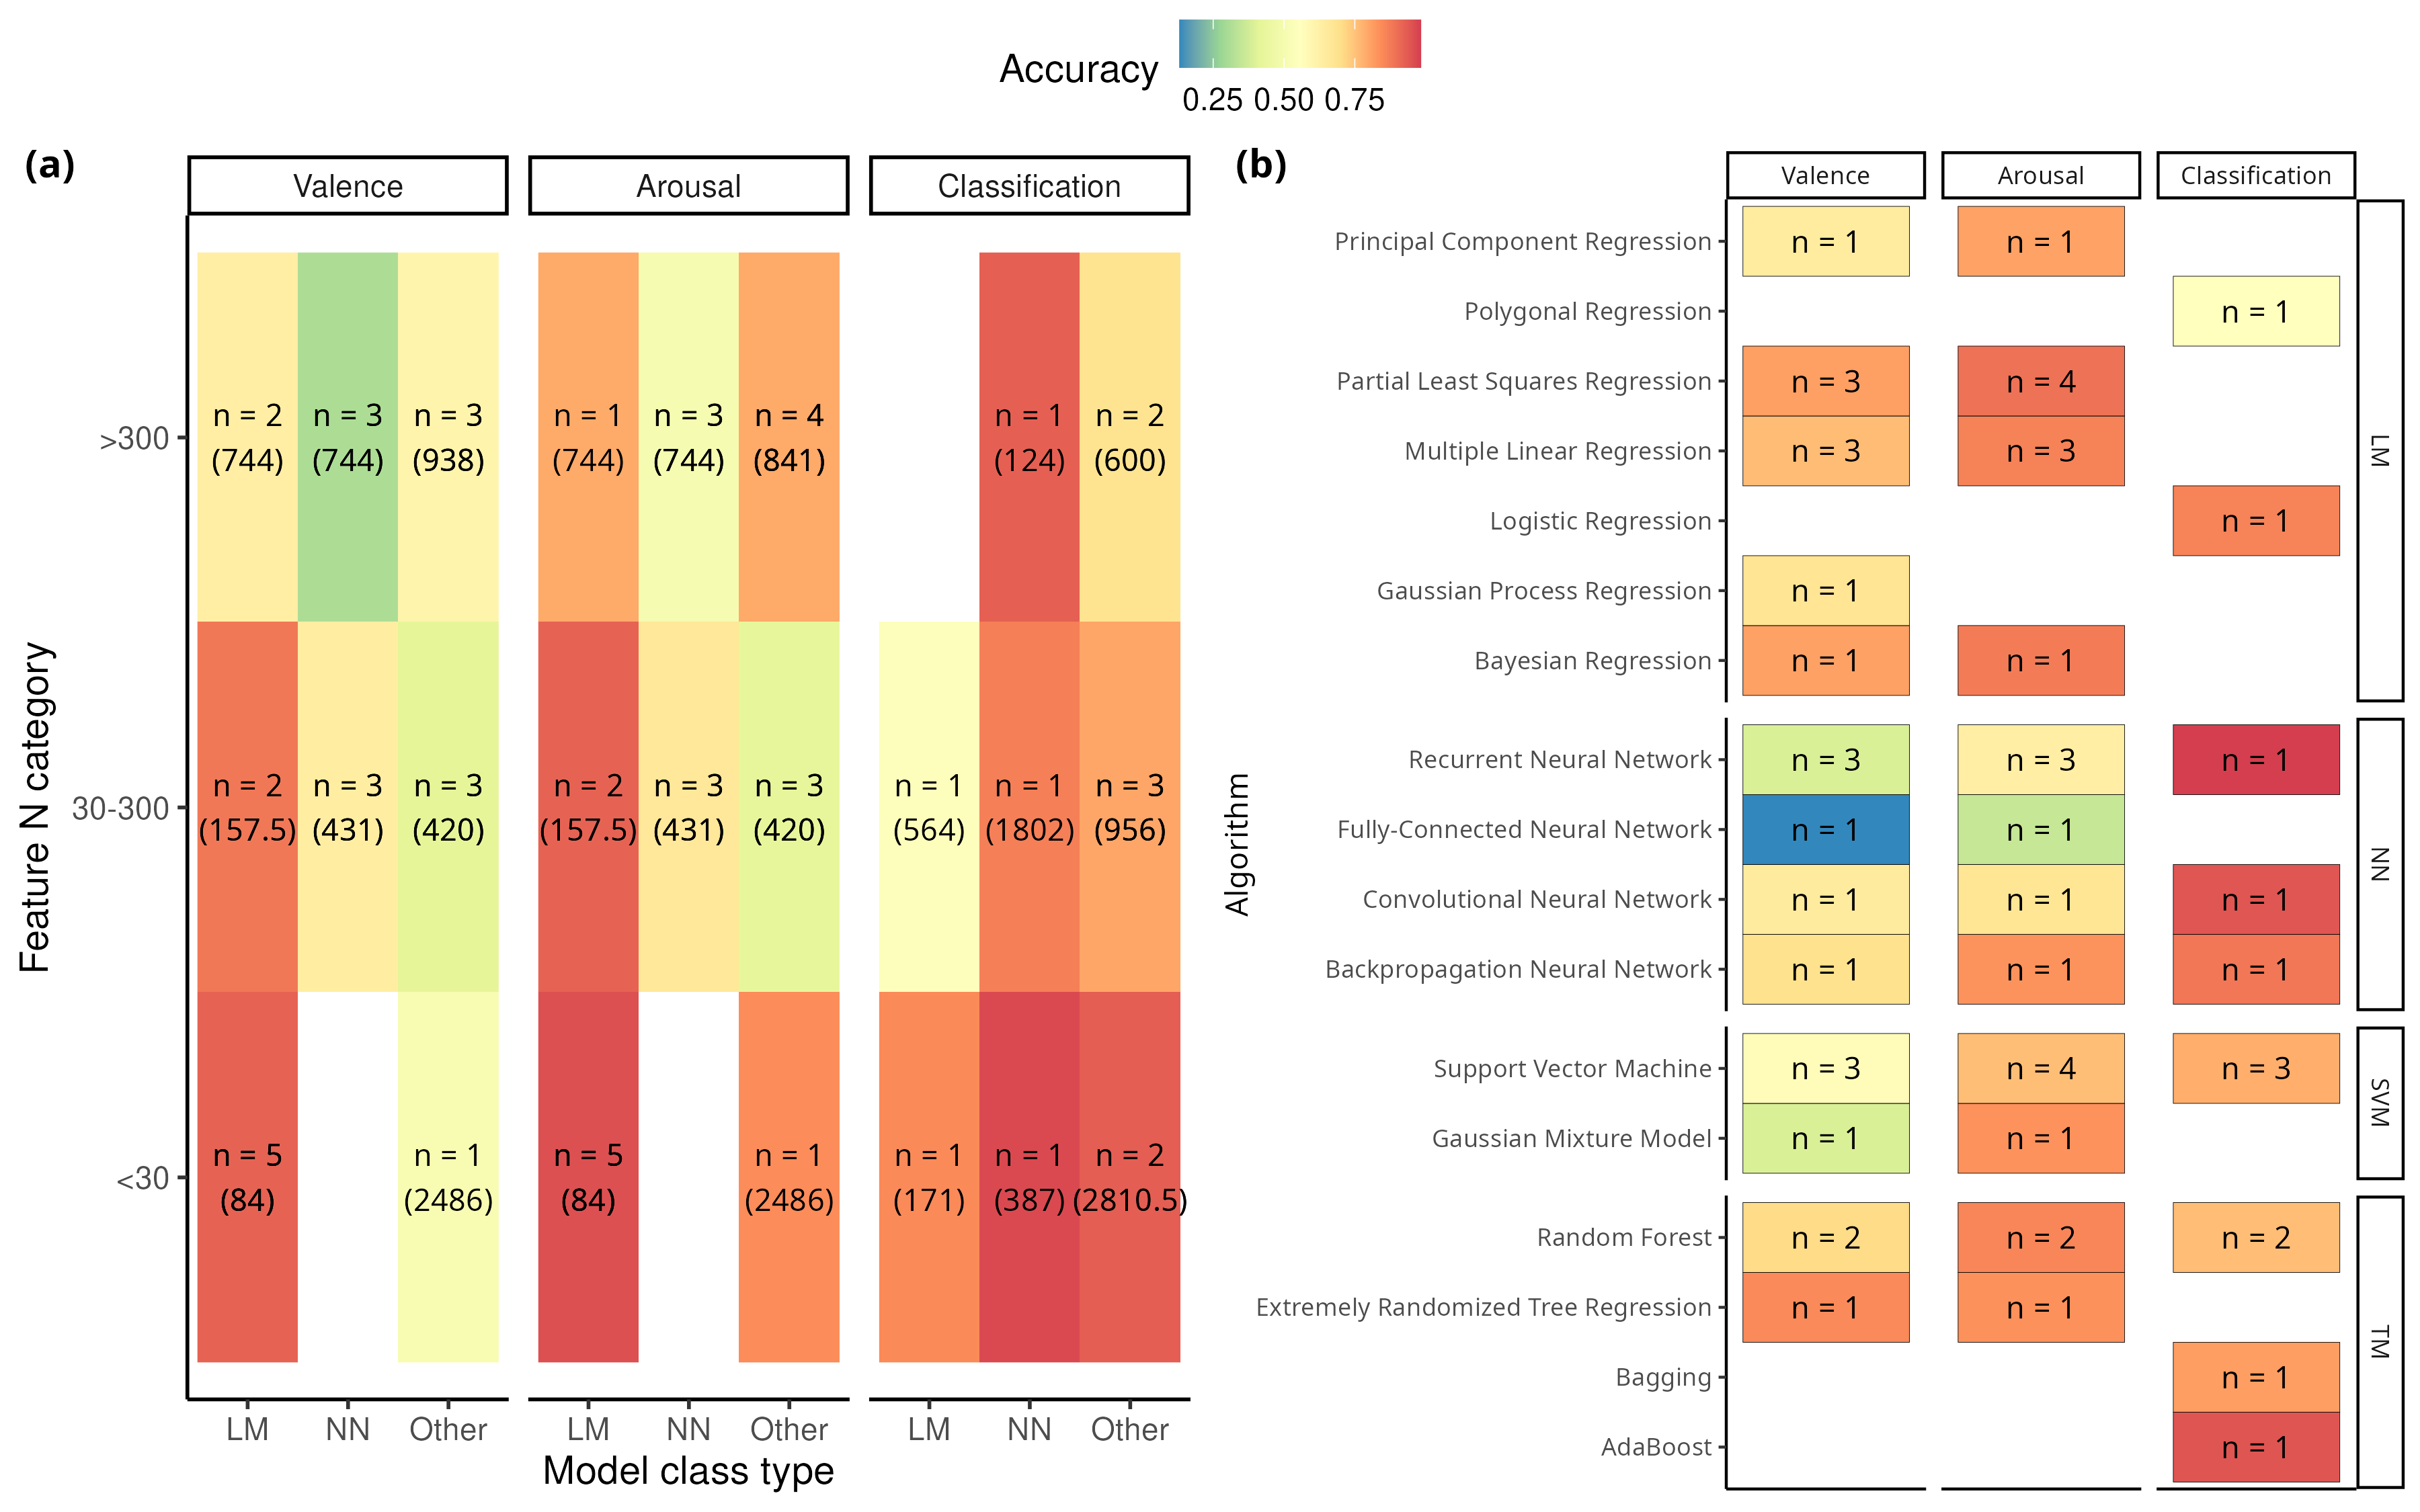 Accuracy
0.25 0.50 0.75
(a)
Valence Arousal Classification
Feature N category
>300
n = 2 n = 3 n = 3 n = 1 n = 3 n = 4 n = 1 n = 2
(744) (744) (938) (744) (744) (841) (124) (600)
30-300
n = 2 n = 3 n = 3 n = 2 n = 3 n = 3 n = 1 n = 1 n = 3
(157.5) (431) (420) (157.5) (431) (420) (564) (1802) (956)
<30
n = 5 n = 1 n = 5 n = 1 n = 1 n = 1 n = 2
(84) (2486) (84) (2486) (171) (387) (2810.5)
LM NN Other LM NN Other LM NN Other
Model class type
(b)
Valence Arousal Classification
Algorithm
Principal Component Regression n = 1 n = 1
Polygonal Regression n = 1
Partial Least Squares Regression n = 3 n = 4
Multiple Linear Regression n = 3 n = 3
Logistic Regression n = 1
Gaussian Process Regression n = 1
Bayesian Regression n = 1 n = 1
LM
Recurrent Neural Network n = 3 n = 3 n = 1
Fully-Connected Neural Network n = 1 n = 1
Convolutional Neural Network n = 1 n = 1 n = 1
Backpropagation Neural Network n = 1 n = 1 n = 1
NN
Support Vector Machine n = 3 n = 4 n = 3
Gaussian Mixture Model n = 1 n = 1
SVM
Random Forest n = 2 n = 2 n = 2
Extremely Randomized Tree Regression n = 1 n = 1
Bagging n = 1
AdaBoost n = 1
TM